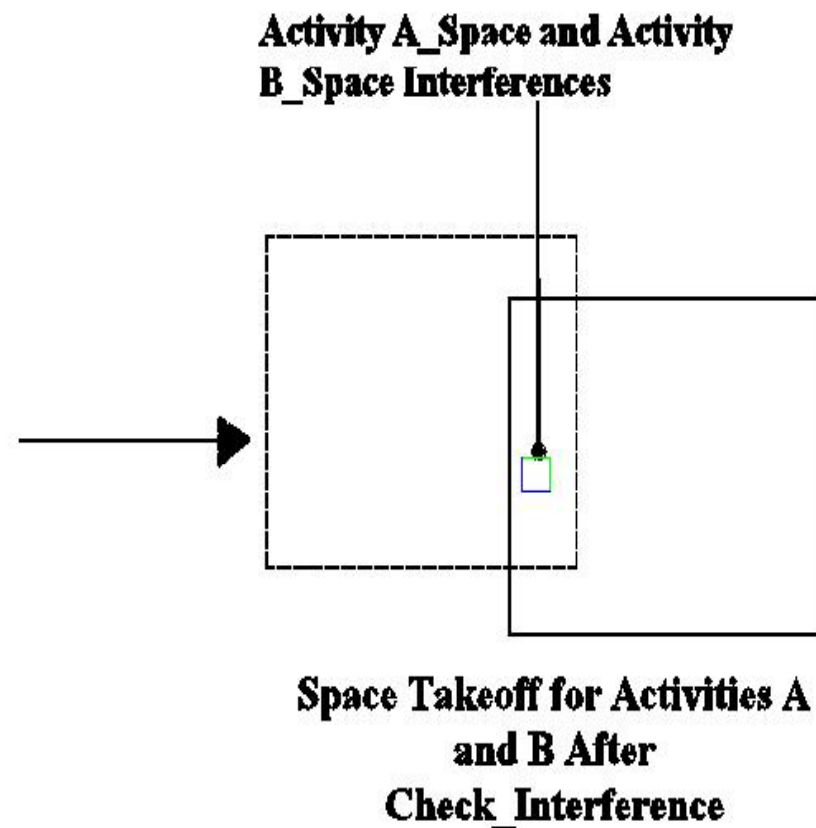 Activity A_Space and Activity
B_Space Interferences
Space Takeoff for Activities A
and B After
Check_Interference